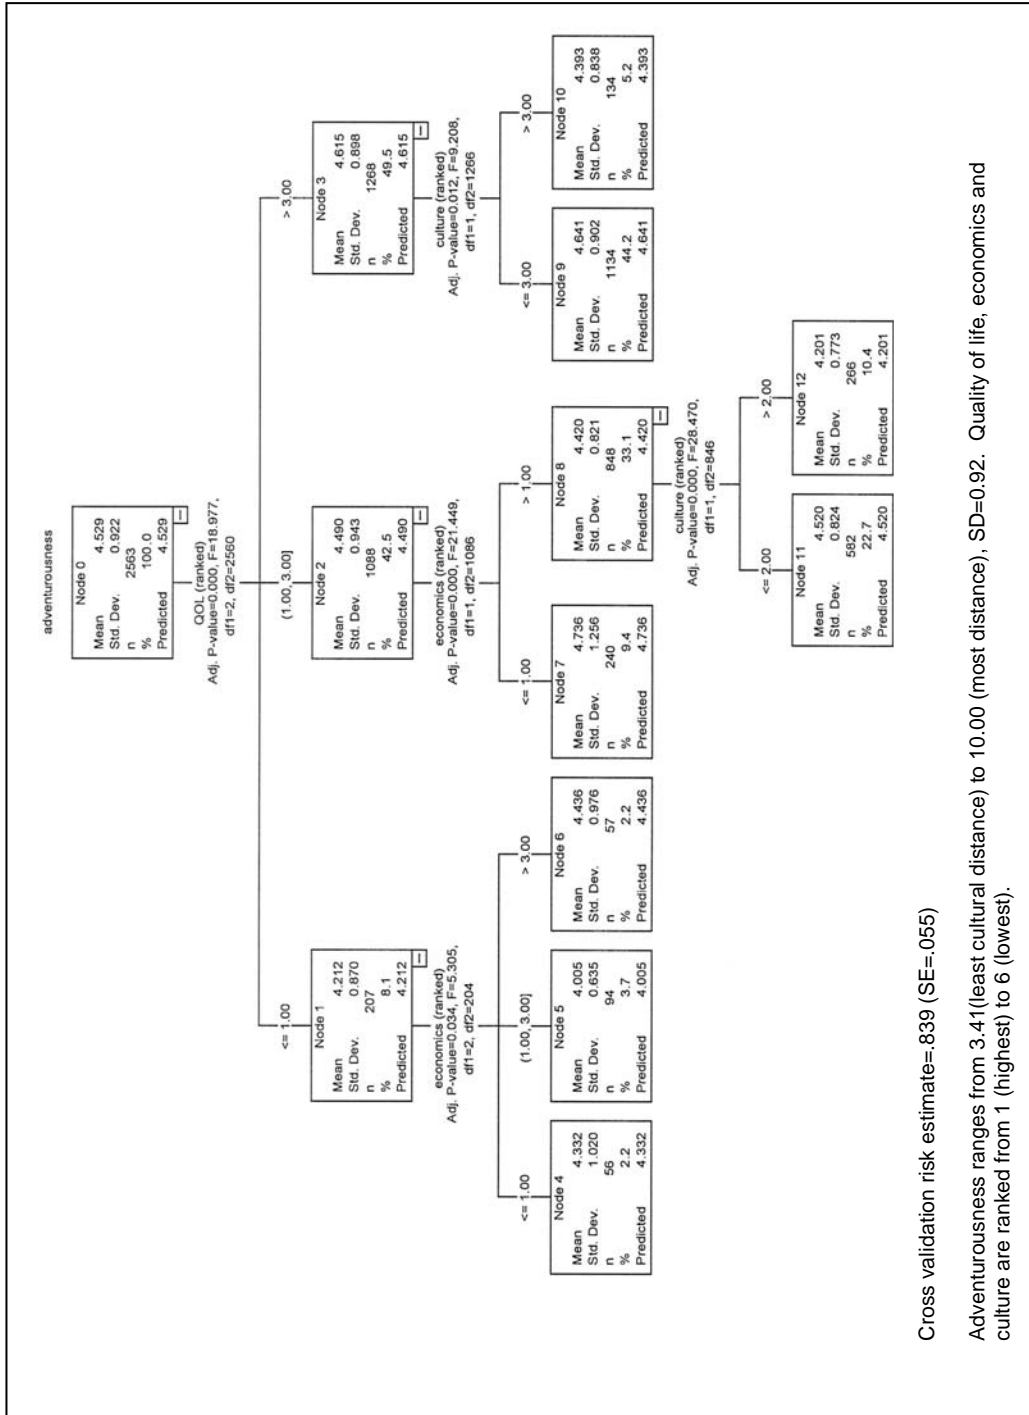 adventurousness
Node 0
Mean 4.529
Std. Dev. 0.922
n 2563
% 100.0
Predicted 4.529
QOL (ranked)
Adj. P-value=0.000, F=18.977,
df1=2, df2=2560
<= 1.00
(1.00, 3.00]
> 3.00
Node 1
Mean 4.212
Std. Dev. 0.870
n 207
% 8.1
Predicted 4.212
economics (ranked)
Adj. P-value=0.034, F=5.305,
df1=2, df2=204
Node 2
Mean 4.490
Std. Dev. 0.943
n 1088
% 42.5
Predicted 4.490
economics (ranked)
Adj. P-value=0.000, F=21.449,
df1=1, df2=1086
Node 3
Mean 4.615
Std. Dev. 0.898
n 1268
% 49.5
Predicted 4.615
culture (ranked)
Adj. P-value=0.012, F=9.208,
df1=1, df2=1266
<= 1.00
(1.00, 3.00]
> 3.00
<= 1.00
> 1.00
<= 3.00
> 3.00
Node 4
Mean 4.332
Std. Dev. 1.020
n 56
% 2.2
Predicted 4.332
Node 5
Mean 4.005
Std. Dev. 0.635
n 94
% 3.7
Predicted 4.005
Node 6
Mean 4.436
Std. Dev. 0.976
n 57
% 2.2
Predicted 4.436
Node 7
Mean 4.736
Std. Dev. 1.256
n 240
% 9.4
Predicted 4.736
Node 8
Mean 4.420
Std. Dev. 0.821
n 848
% 33.1
Predicted 4.420
culture (ranked)
Adj. P-value=0.000, F=28.470,
df1=1, df2=846
Node 9
Mean 4.641
Std. Dev. 0.902
n 1134
% 44.2
Predicted 4.641
Node 10
Mean 4.393
Std. Dev. 0.838
n 134
% 5.2
Predicted 4.393
<= 2.00
> 2.00
Node 11
Mean 4.520
Std. Dev. 0.824
n 582
% 22.7
Predicted 4.520
Node 12
Mean 4.201
Std. Dev. 0.773
n 266
% 10.4
Predicted 4.201
Cross validation risk estimate=.839 (SE=.055)
Adventurousness ranges from 3.41(least cultural distance) to 10.00 (most distance), SD=0.92. Quality of life, economics and
culture are ranked from 1 (highest) to 6 (lowest).